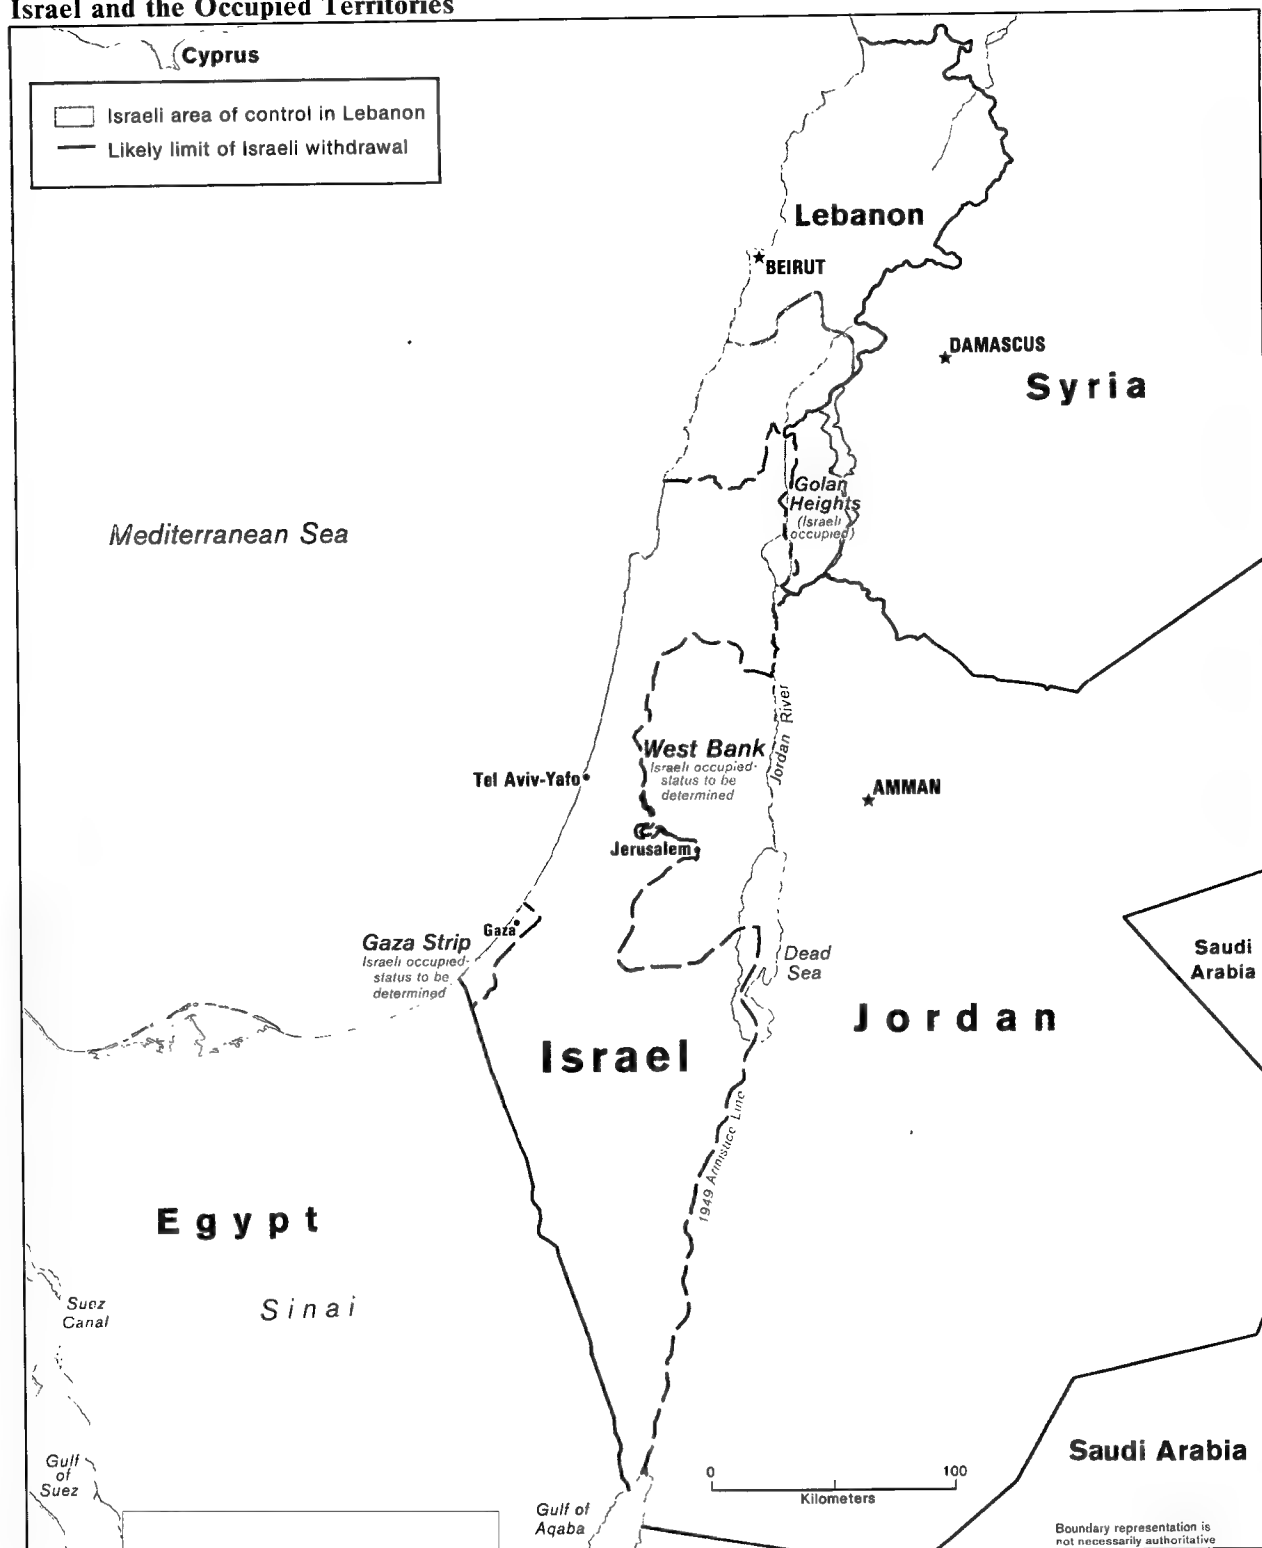 Israel and the Occupied Territories
Cyprus
Israeli area of control in Lebanon
Likely limit of Israeli withdrawal
Lebanon
BEIRUT
DAMASCUS
Syria
Golan
Heights
(Israeli
occupied)
Mediterranean Sea
Jordan River
West Bank
Israeli occupied-
status to be
determined
Tel Aviv-Yafo
AMMAN
Jerusalem
Gaza
Gaza Strip
Israeli occupied-
status to be
determined
Dead
Sea
Saudi
Arabia
Jordan
Israel
1949 Armistice Line
Egypt
Sinai
Suez
Canal
Gulf
of
Suez
Gulf of
Aqaba
0 100
Kilometers
Saudi Arabia
Boundary representation is
not necessarily authoritative